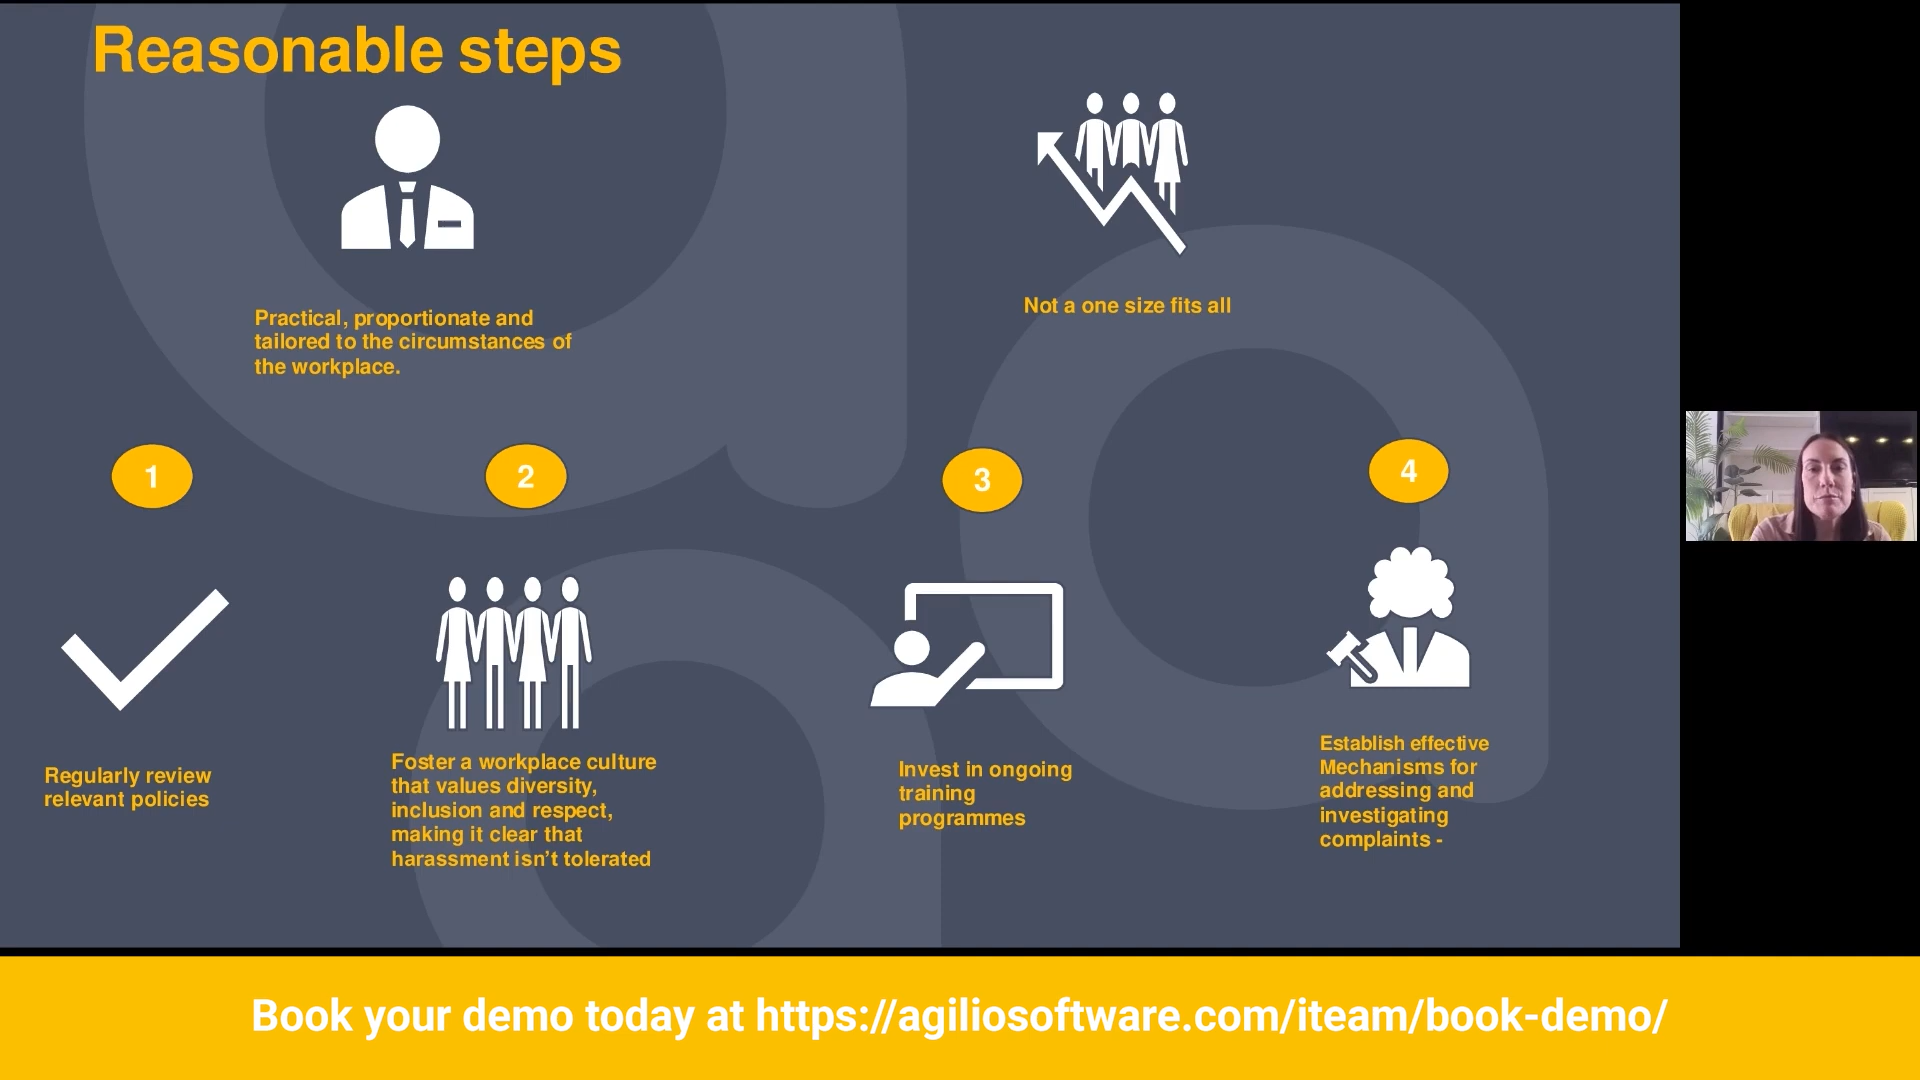 Reasonable steps
Practical, proportionate and
tailored to the circumstances of
the workplace.
Not a one size fits all
1
2
3
4
Regularly review
relevant policies
Foster a workplace culture
that values diversity,
inclusion and respect,
making it clear that
harassment isn't tolerated
Invest in ongoing
training
programmes
Establish effective
Mechanisms for
addressing and
investigating
complaints -
Book your demo today at https://agiliosoftware.com/iteam/book-demo/